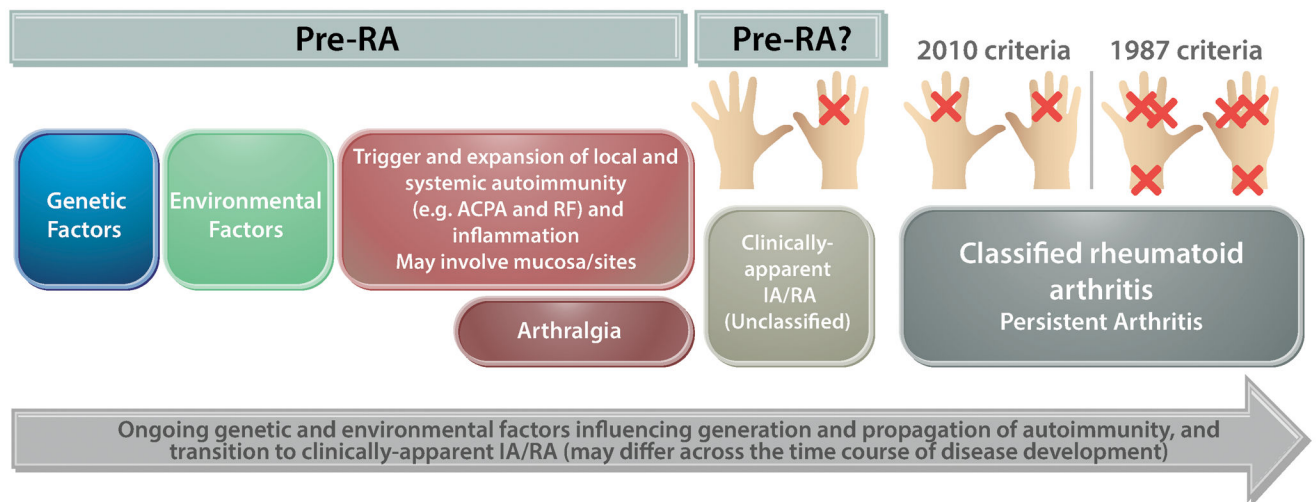 Pre-RA
Pre-RA?
2010 criteria
1987 criteria
Genetic
Factors
Environmental
Factors
Trigger and expansion of local and
systemic autoimmunity
(e.g. ACPA and RF) and
inflammation
May involve mucosa/sites
Arthralgia
Clinically-
apparent
IA/RA
(Unclassified)
Classified rheumatoid
arthritis
Persistent Arthritis
Ongoing genetic and environmental factors influencing generation and propagation of autoimmunity, and
transition to clinically-apparent IA/RA (may differ across the time course of disease development)